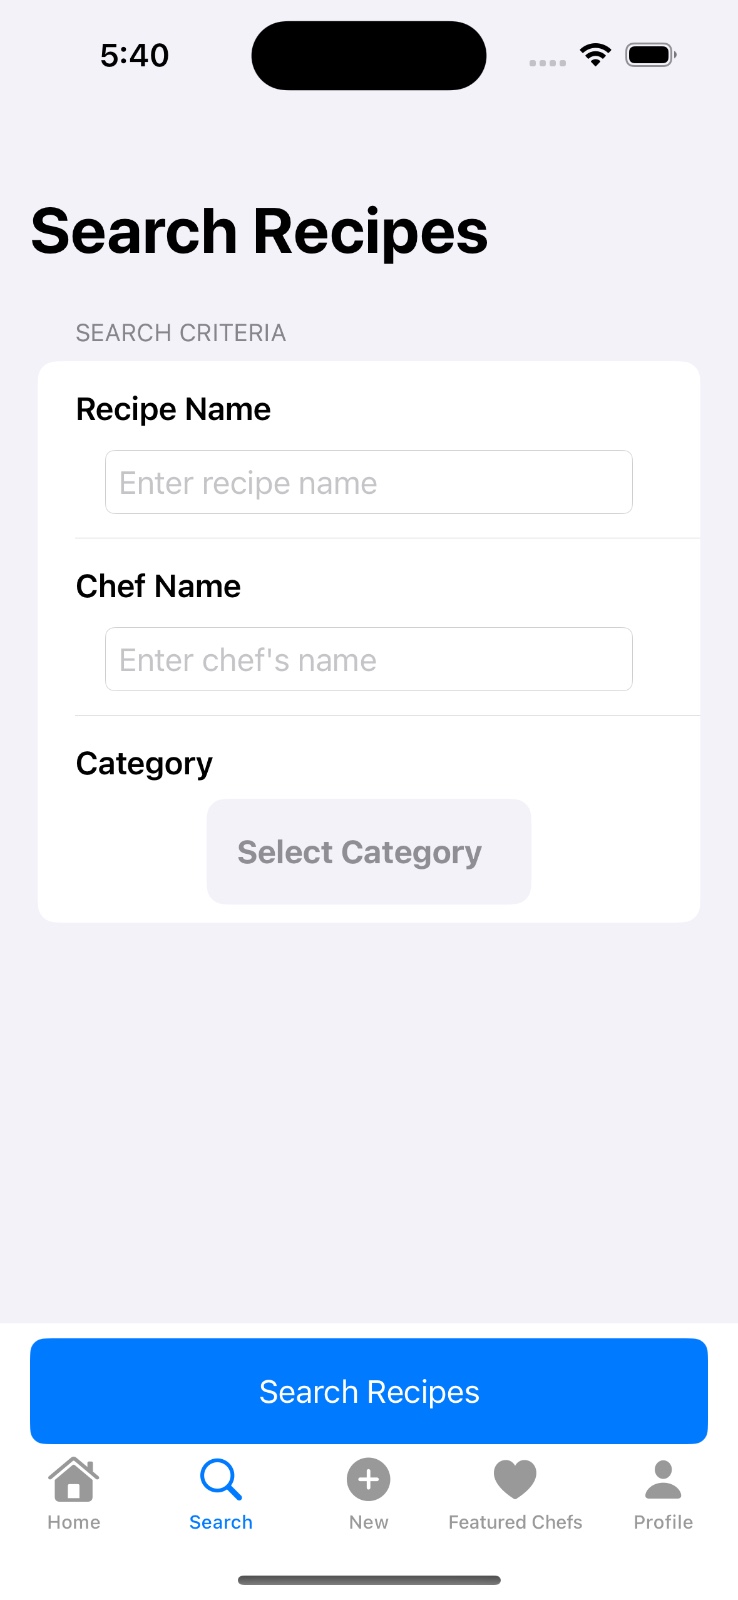 5:40
Search Recipes
SEARCH CRITERIA
Recipe Name
Enter recipe name
Chef Name
Enter chef's name
Category
Select Category
Search Recipes
Home
Search
New
Featured Chefs
Profile